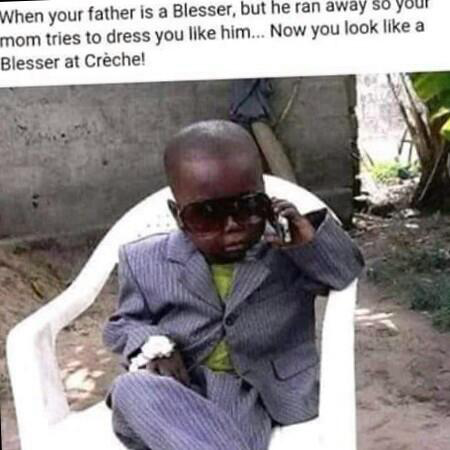 When your father is a Blesser, but he ran away so your
mom tries to dress you like him... Now you look like a
Blesser at Crèche!